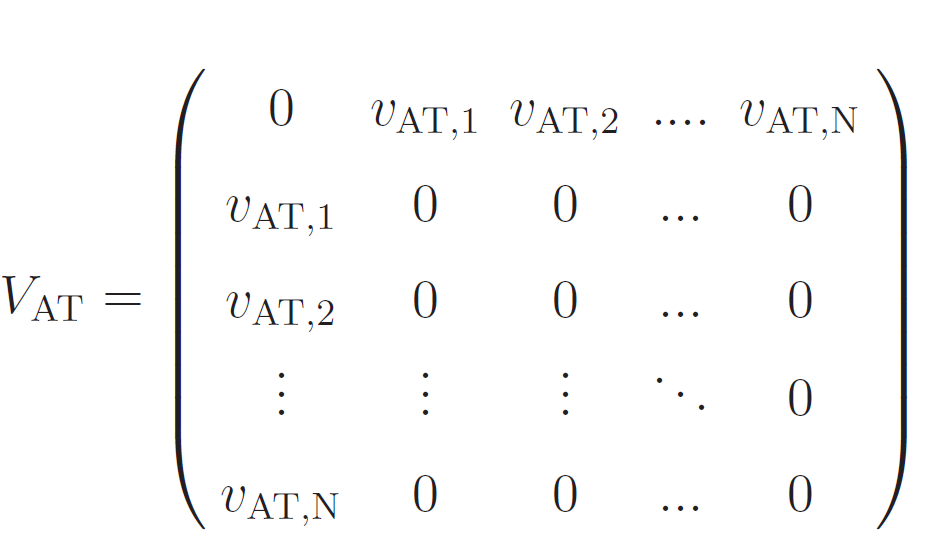 0 v_AT,1 v_AT,2 .... v_AT,N
v_AT,1 0 0 ... 0
V_AT = v_AT,2 0 0 ... 0
⋮ ⋮ ⋮ ⋱ 0
v_AT,N 0 0 ... 0